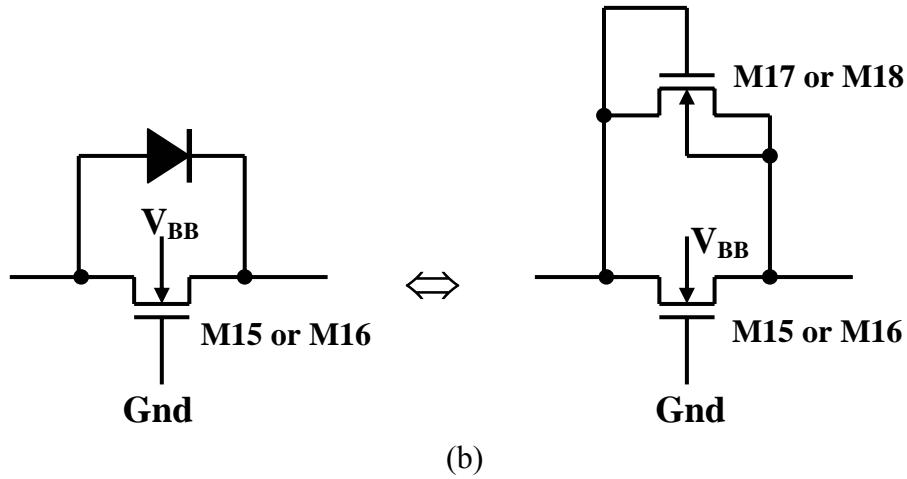 M17 or M18
V_BB
V_BB
M15 or M16
M15 or M16
Gnd
Gnd
(b)